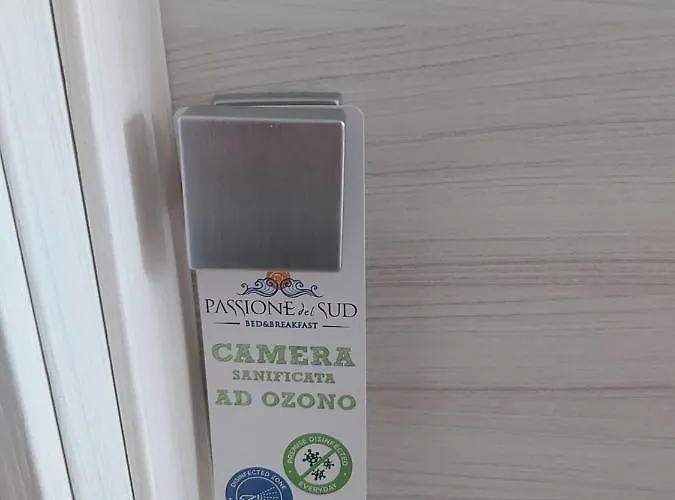 PASSIONE del SUD
BED&BREAKFAST
CAMERA
SANIFICATA
AD OZONO
PREMISE DISINFECTED
EVERYDAY
DISINFECTED ZONE